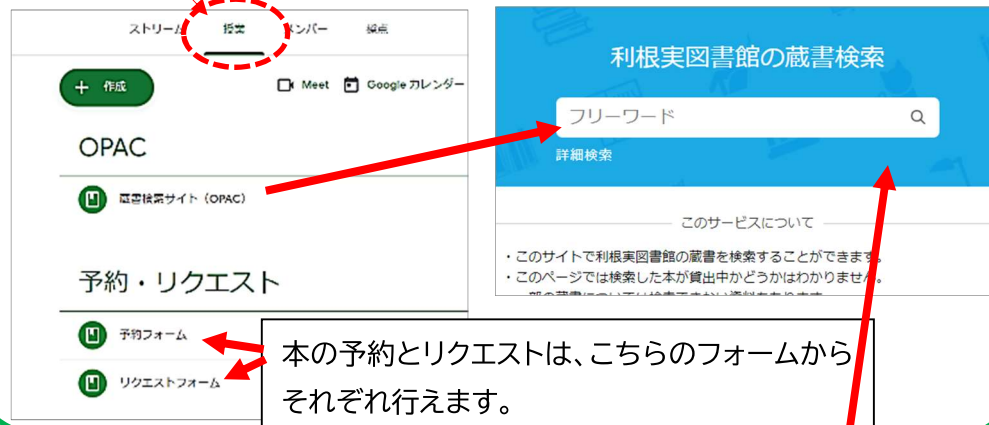 ストリーム 授業 メンバー 採点
作成
Meet Google カレンダー
OPAC
蔵書検索サイト (OPAC)
予約・リクエスト
予約フォーム
リクエストフォーム
利根実図書館の蔵書検索
フリーワード
詳細検索
このサービスについて
・このサイトで利根実図書館の蔵書を検索することができます。
・このページでは検索した本が貸出中かどうかはわかりません。
本の予約とリクエストは、こちらのフォームから
それぞれ行えます。